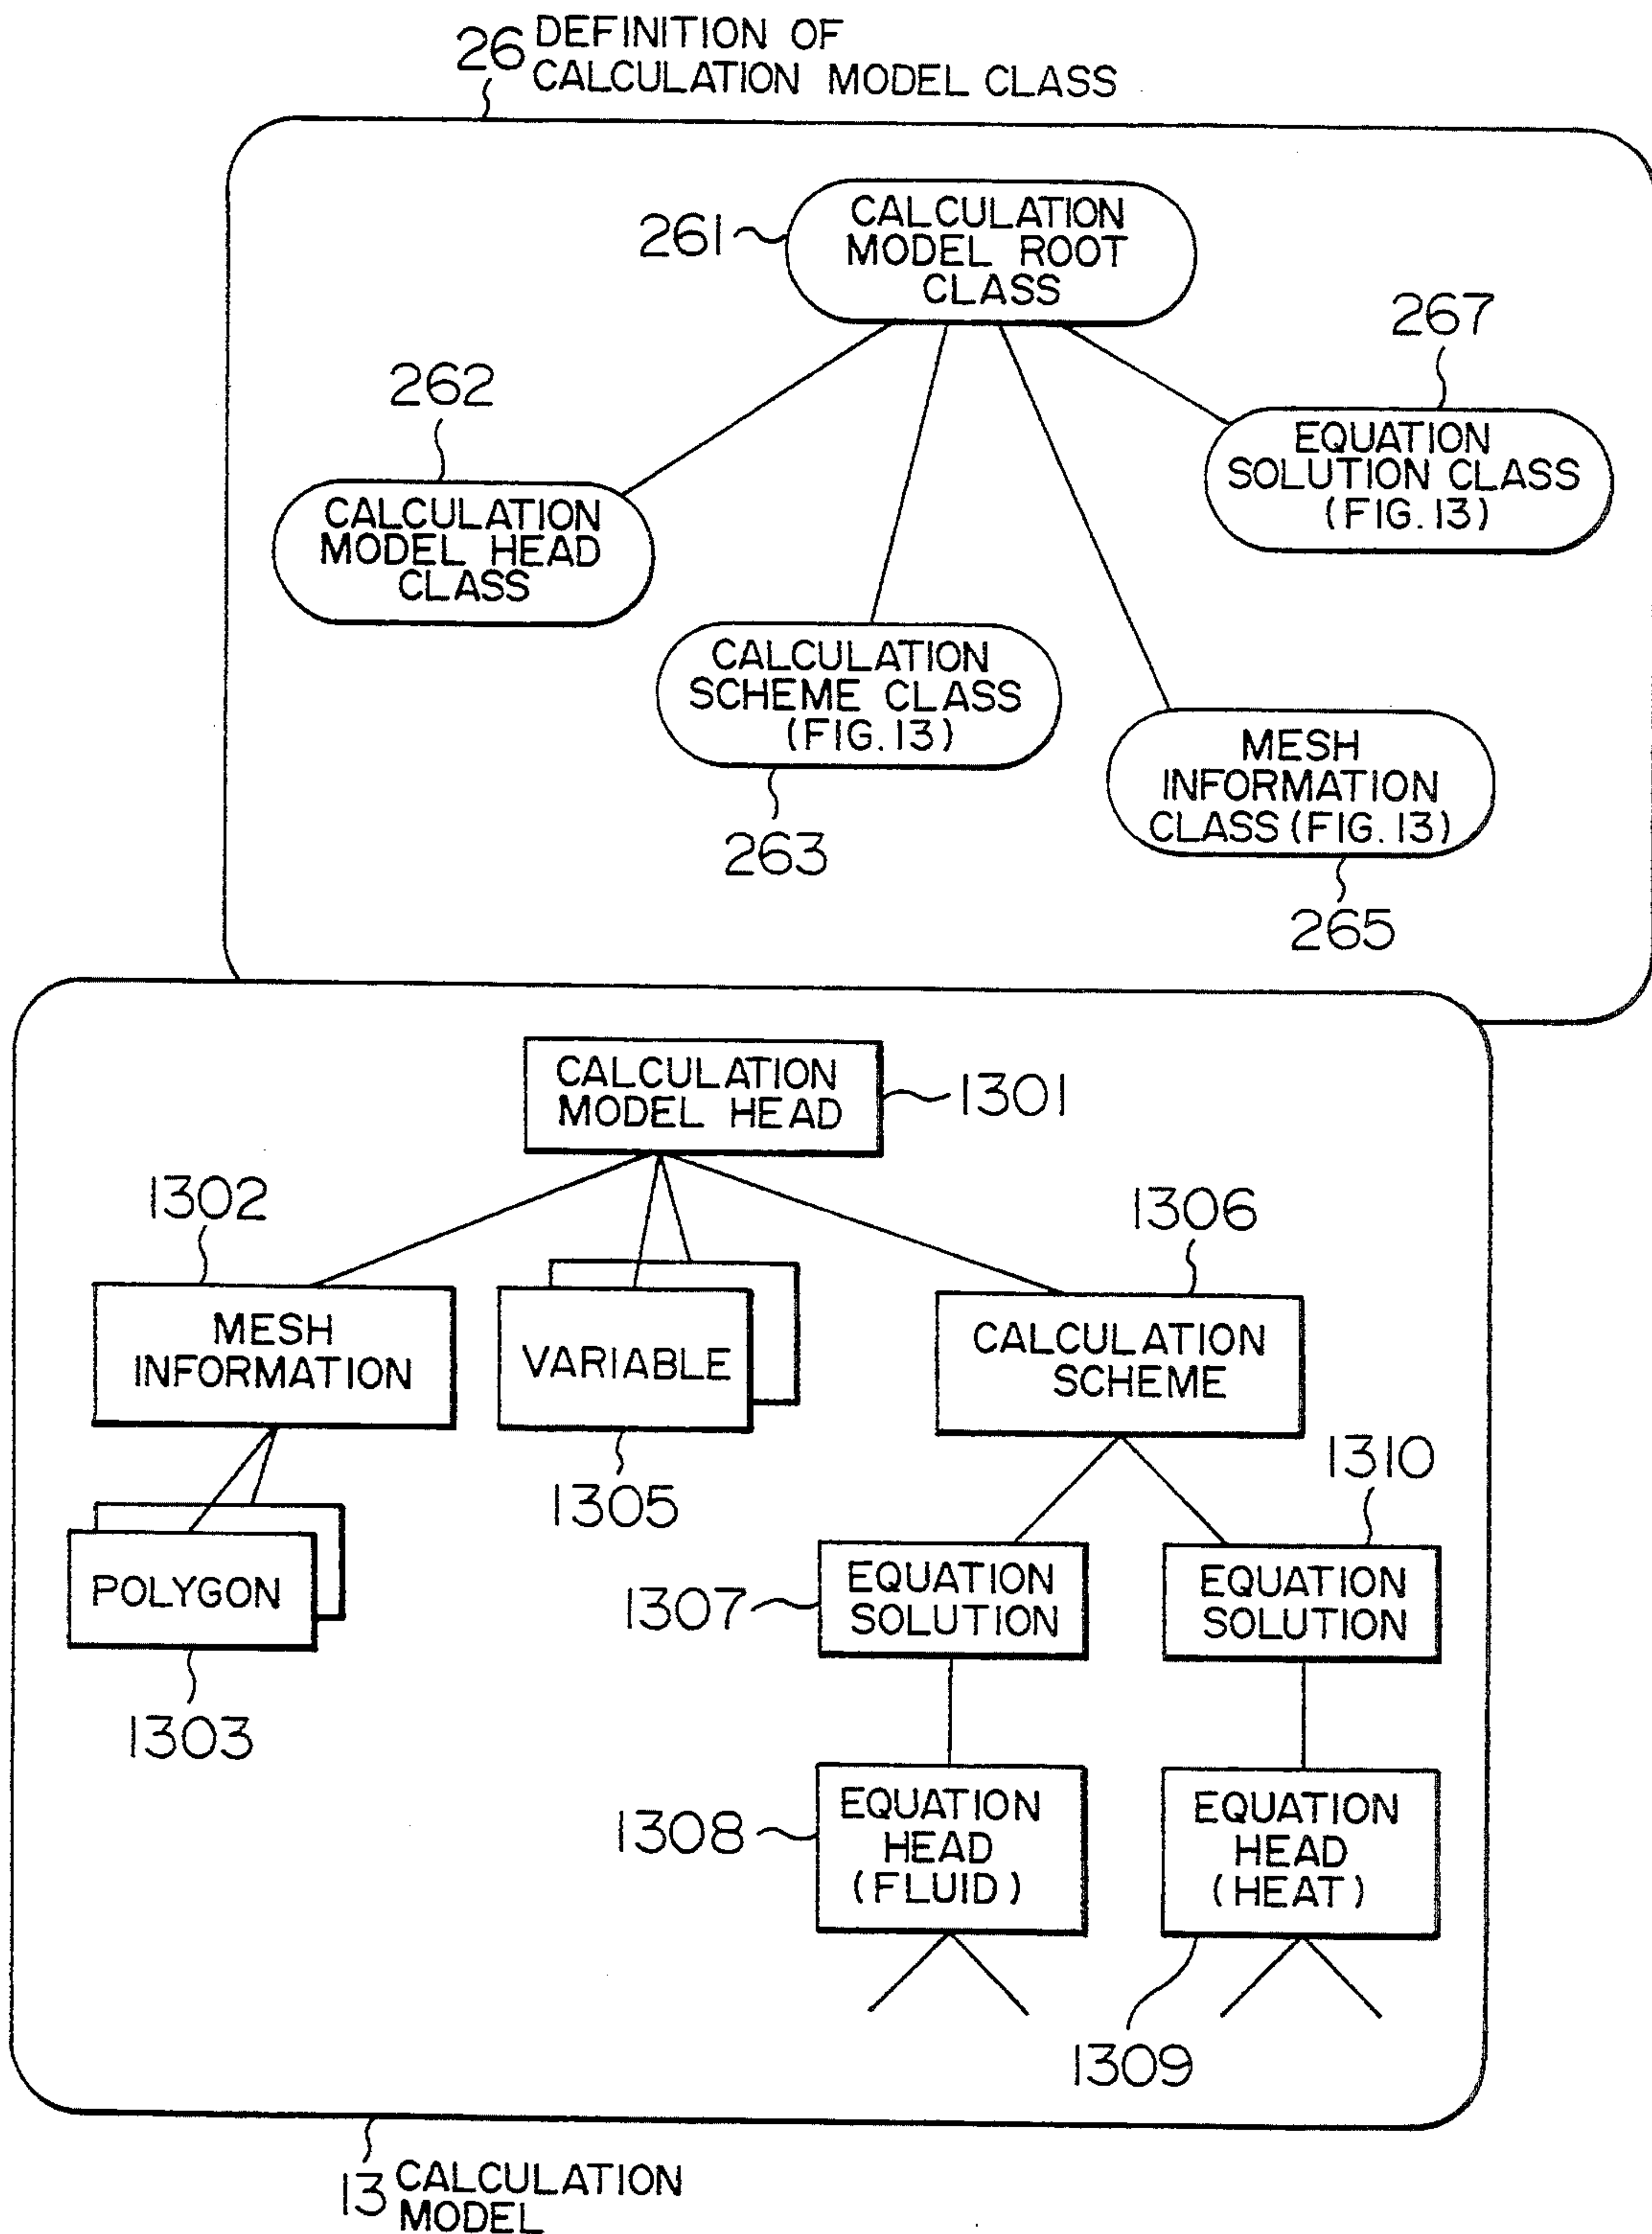 26 DEFINITION OF
CALCULATION MODEL CLASS
261
CALCULATION
MODEL ROOT
CLASS
267
262
EQUATION
SOLUTION CLASS
(FIG. 13)
CALCULATION
MODEL HEAD
CLASS
CALCULATION
SCHEME CLASS
(FIG. 13)
263
MESH
INFORMATION
CLASS (FIG. 13)
265
CALCULATION
MODEL HEAD
1301
1302
1306
MESH
INFORMATION
VARIABLE
1305
CALCULATION
SCHEME
1310
POLYGON
1303
1307
EQUATION
SOLUTION
EQUATION
SOLUTION
1308
EQUATION
HEAD
(FLUID)
EQUATION
HEAD
(HEAT)
1309
13 CALCULATION
MODEL